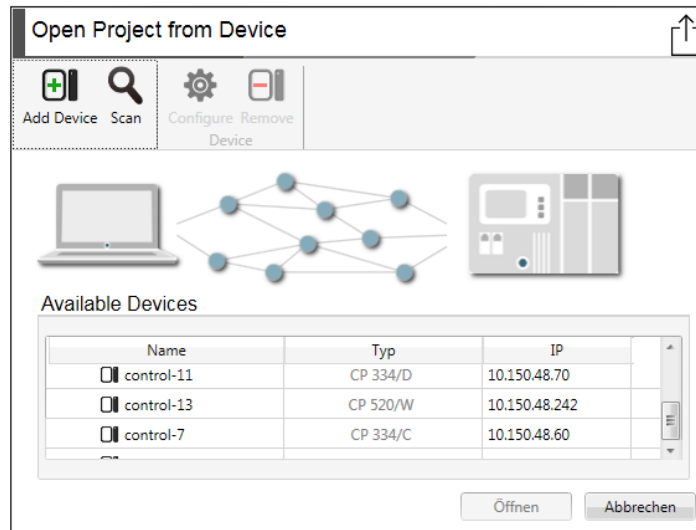 Open Project from Device
Add Device Scan Configure Remove
Device
Available Devices
Name Typ IP
control-11 CP 334/D 10.150.48.70
control-13 CP 520/W 10.150.48.242
control-7 CP 334/C 10.150.48.60
Öffnen Abbrechen